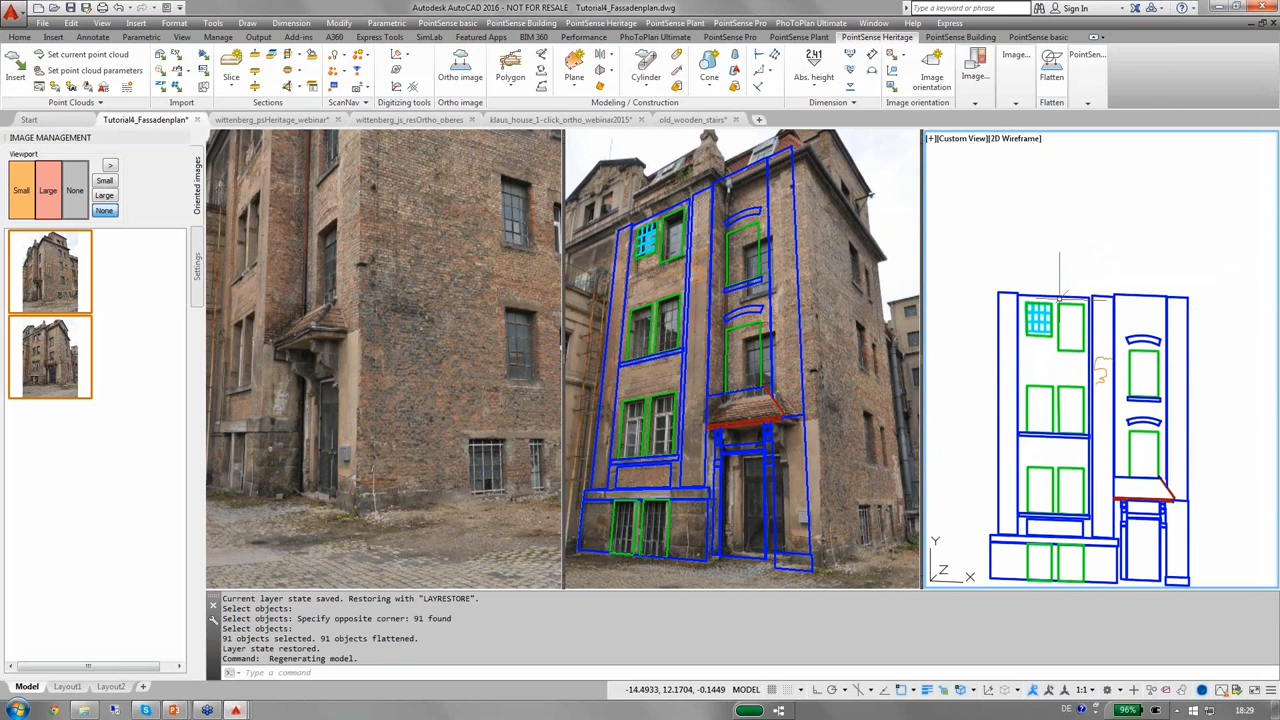 Autodesk AutoCAD 2016 - NOT FOR RESALE Tutorial4_Fassadenplan.dwg
Type a keyword or phrase
Sign In
File Edit View Insert Format Tools Draw Dimension Modify Parametric PointSense basic PointSense Building PointSense Heritage PointSense Plant PointSense Pro PhoToPlan Ultimate Window Help Express
Home Insert Annotate Parametric View Manage Output Add-ins A360 Express Tools SimLab Featured Apps BIM 360 Performance PhoToPlan Ultimate PointSense Pro PointSense Plant PointSense Heritage PointSense Building PointSense basic
Insert
Set current point cloud
Point cloud parameters
Slice
Ortho image
Polygon
Plane
Cylinder
Cone
2.41
Abs. height
Image orientation
Image...
Image...
Flatten
PointSen...
Point Clouds Import Sections ScanNav Digitizing tools Ortho image Modeling / Construction Dimension Image orientation Flatten
Start Tutorial4_Fassadenplan* wittenberg_psHeritage_webinar* wittenberg_js_resOrtho_oberes klaus_house_1-click_ortho_webinar2015* old_wooden_stairs*
IMAGE MANAGEMENT
Viewport
Small Large None
>
Small
Large
None
Oriented images
Settings
[+][Custom View][2D Wireframe]
Y
Z
X
Current layer state saved. Restoring with "LAYRESTORE".
Select objects:
Select objects: Specify opposite corner: 91 found
Select objects:
91 objects selected. 91 objects flattened.
Layer state restored.
Command: Regenerating model.
Type a command
Model Layout1 Layout2 +
-14.4933, 12.1704, -0.1449 MODEL
1:1
DE
96%
18:29